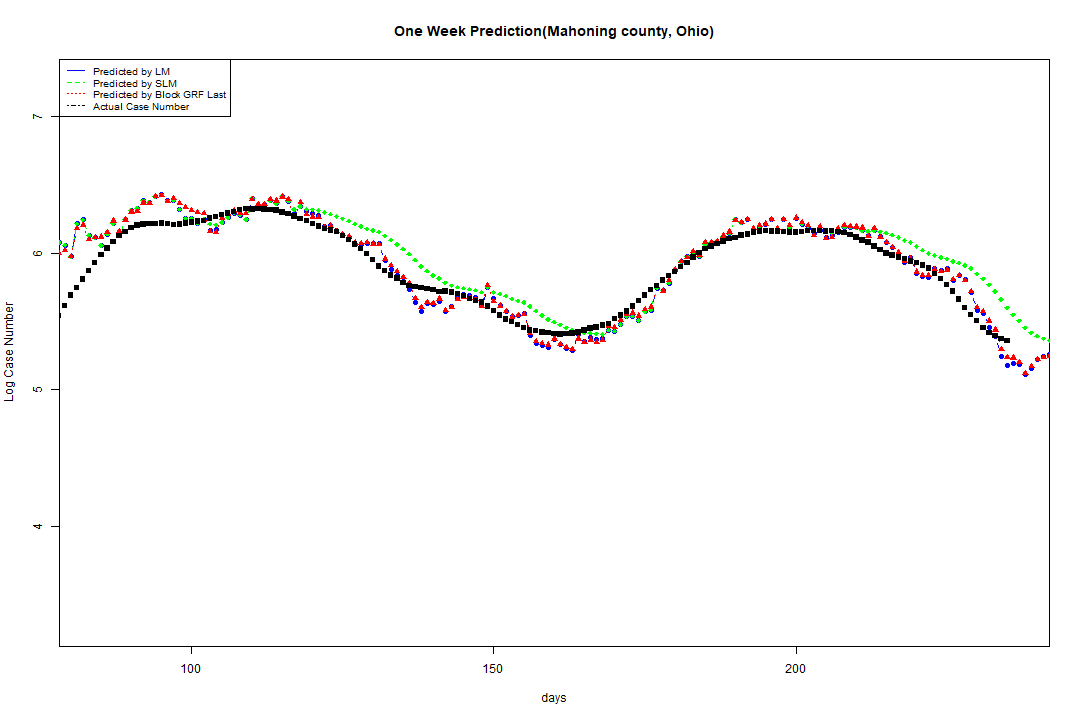 One Week Prediction(Mahoning county, Ohio)
Predicted by LM
Predicted by SLM
Predicted by Block GRF Last
Actual Case Number
7
6
5
4
Log Case Number
100 150 200
days